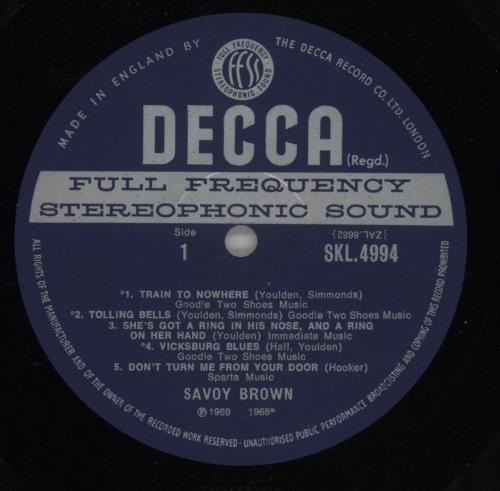 MADE IN ENGLAND BY
THE DECCA RECORD CO. LTD. LONDON
FULL FREQUENCY
ffss
STEREOPHONIC SOUND
DECCA
(Regd.)
FULL FREQUENCY
STEREOPHONIC SOUND
Side
1
{ZAL.8682}
SKL.4994
*1. TRAIN TO NOWHERE (Youlden, Simmonds)
Goodie Two Shoes Music
*2. TOLLING BELLS (Youlden, Simmonds) Goodie Two Shoes Music
3. SHE'S GOT A RING IN HIS NOSE, AND A RING
ON HER HAND (Youlden) Immediate Music
*4. VICKSBURG BLUES (Hall, Youlden)
Goodie Two Shoes Music
5. DON'T TURN ME FROM YOUR DOOR (Hooker)
Sparta Music
SAVOY BROWN
℗1969 1968*
ALL RIGHTS OF THE MANUFACTURER AND OF THE OWNER OF THE RECORDED WORK RESERVED - UNAUTHORISED PUBLIC PERFORMANCE BROADCASTING AND COPYING OF THIS RECORD PROHIBITED